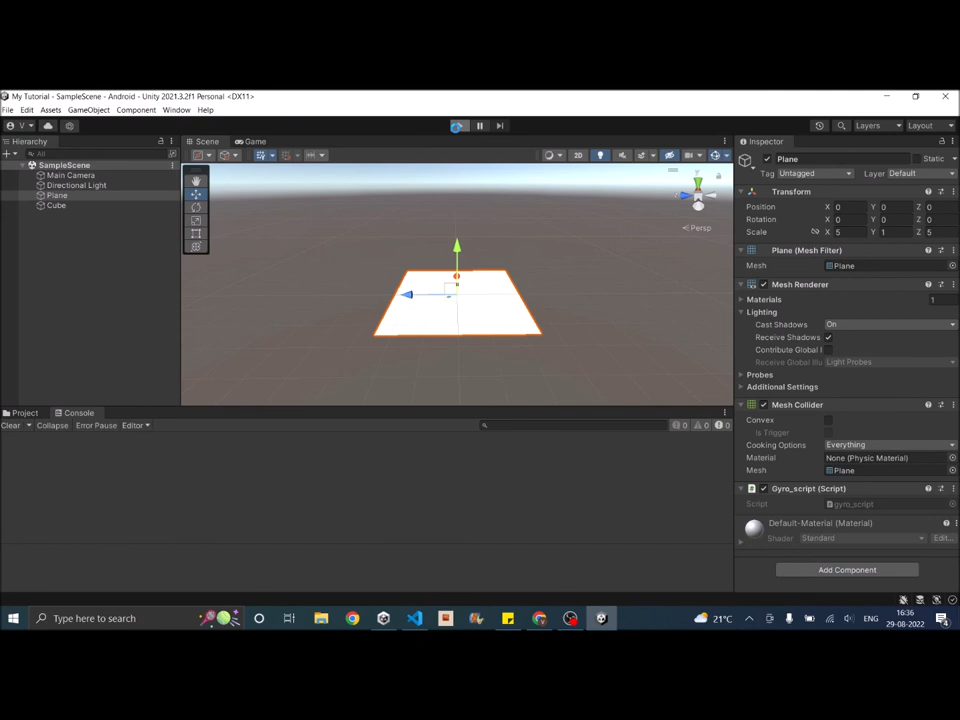 My Tutorial - SampleScene - Android - Unity 2021.3.2f1 Personal <DX11>
File Edit Assets GameObject Component Window Help
V Layers Layout
Hierarchy Scene Game Inspector
All 2D Plane Static
SampleScene Tag Untagged Layer Default
Main Camera
Directional Light Transform
Plane
Cube Position X 0 Y 0 Z 0
y
Rotation X 0 Y 0 Z 0
Persp Scale X 5 Y 1 Z 5
Plane (Mesh Filter)
Mesh Plane
Mesh Renderer
Materials 1
Lighting
Cast Shadows On
Receive Shadows
Contribute Global I
Receive Global Illu Light Probes
Probes
Additional Settings
Mesh Collider
Project Console
Convex
Clear Collapse Error Pause Editor 0 0 0
Is Trigger
Cooking Options Everything
Material None (Physic Material)
Mesh Plane
Gyro_script (Script)
Script gyro_script
Default-Material (Material)
Shader Standard Edit...
Add Component
Type here to search 21°C ENG 16:36
29-08-2022 4